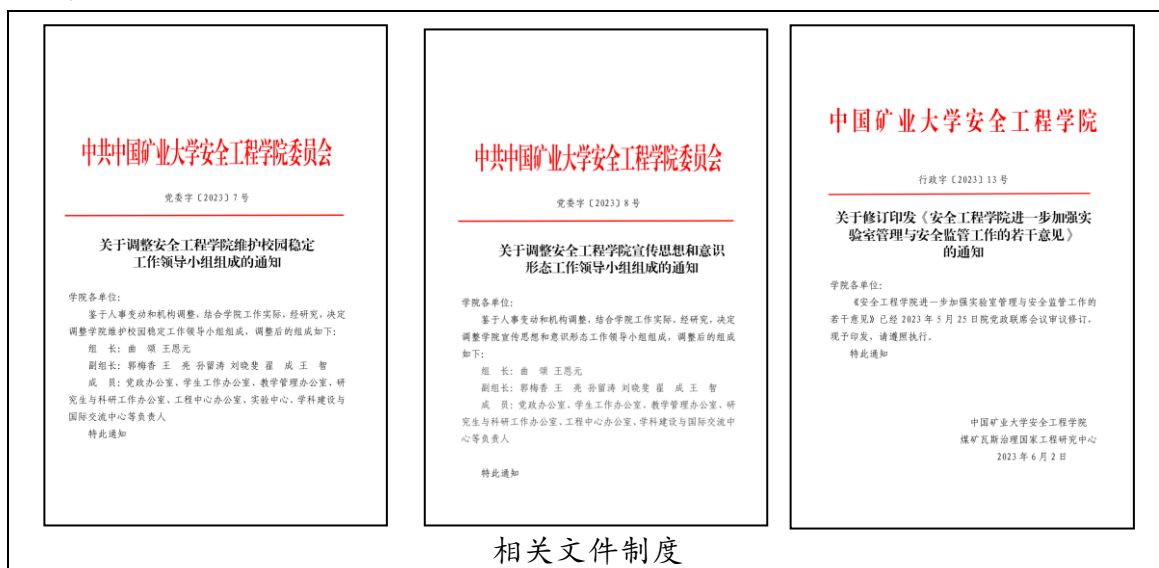 中共中国矿业大学安全工程学院委员会
党委字〔2023〕7 号
关于调整安全工程学院维护校园稳定
工作领导小组组成的通知
学院各单位：
鉴于人事变动和机构调整，结合学院工作实际，经研究，决定
调整学院维护校园稳定工作领导小组组成，调整后的组成如下：
组 长：曲 颂 王恩元
副组长：郭梅香 王 亮 孙留涛 刘晓斐 翟 成 王 智
成 员：党政办公室、学生工作办公室、教学管理办公室、研
究生与科研工作办公室、工程中心办公室、实验中心、学科建设与
国际交流中心等负责人
特此通知
中共中国矿业大学安全工程学院委员会
党委字〔2023〕8 号
关于调整安全工程学院宣传思想和意识
形态工作领导小组组成的通知
学院各单位：
鉴于人事变动和机构调整，结合学院工作实际，经研究，决定
调整学院宣传思想和意识形态工作领导小组组成，调整后的组成
如下：
组 长：曲 颂 王恩元
副组长：郭梅香 王 亮 孙留涛 刘晓斐 翟 成 王 智
成 员：党政办公室、学生工作办公室、教学管理办公室、研
究生与科研工作办公室、工程中心办公室、学科建设与国际交流中
心等负责人
特此通知
中国矿业大学安全工程学院
行政字〔2023〕13 号
关于修订印发《安全工程学院进一步加强实
验室管理与安全监管工作的若干意见》
的通知
学院各单位：
《安全工程学院进一步加强实验室管理与安全监管工作的
若干意见》已经 2023 年 5 月 25 日院党政联席会议审议修订，
现予印发，请遵照执行。
特此通知
中国矿业大学安全工程学院
煤矿瓦斯治理国家工程研究中心
2023 年 6 月 2 日
相关文件制度